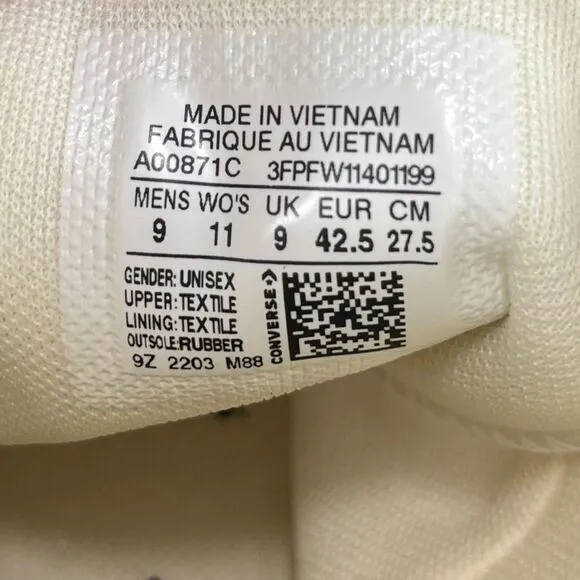 MADE IN VIETNAM
FABRIQUE AU VIETNAM
A00871C 3FPFW11401199
MENS WO'S UK EUR CM
9 11 9 42.5 27.5
GENDER: UNISEX
UPPER: TEXTILE
LINING: TEXTILE
OUTSOLE: RUBBER
9Z 2203 M88
CONVERSE